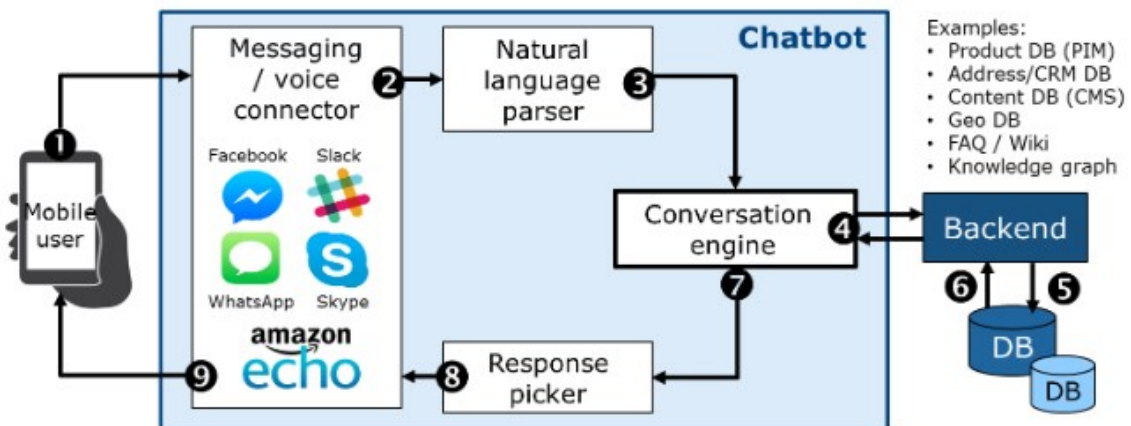 Chatbot
Messaging
/ voice
connector
Facebook
Slack
WhatsApp
Skype
amazon
echo
Natural
language
parser
Conversation
engine
Response
picker
Mobile
user
Backend
DB
DB
Examples:
• Product DB (PIM)
• Address/CRM DB
• Content DB (CMS)
• Geo DB
• FAQ / Wiki
• Knowledge graph
S
1
2
3
4
5
6
7
8
9